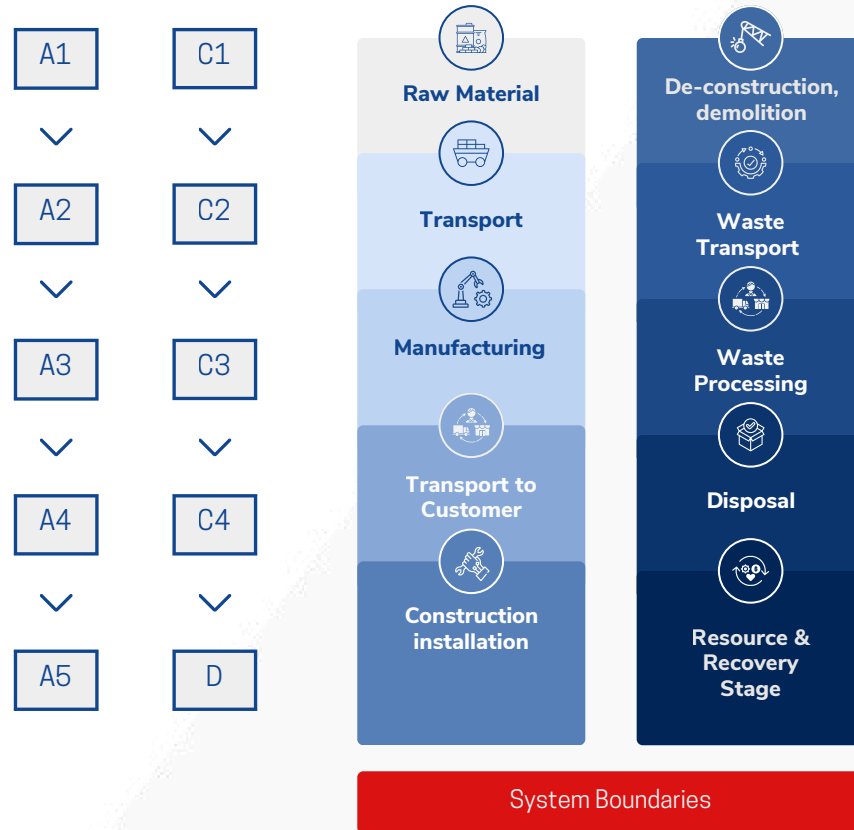 A1
A2
A3
A4
A5
C1
C2
C3
C4
D
Raw Material
Transport
Manufacturing
Transport to
Customer
Construction
installation
De-construction,
demolition
Waste
Transport
Waste
Processing
Disposal
Resource &
Recovery
Stage
System Boundaries